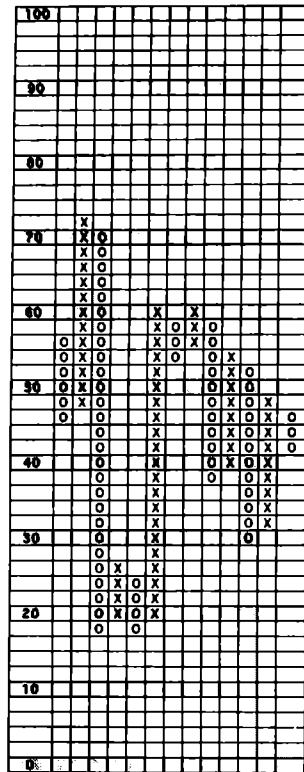 100
90
80
X
70 X O
X O
X O
X O
X O
60 X O X X
X O X O X O
O X O X O X O
O X O X O O X
O X O X O X O
50 O X O X O X O
O X O X O X O X
O O X O X O X O
O X O X O X O
O X O X O X O
40 O X O X O X
O X O O X
O X O X
O X O X
O X O X
30 O X O
O X
O X X
O X O X
O X O X
20 O X O X
O O
10
0